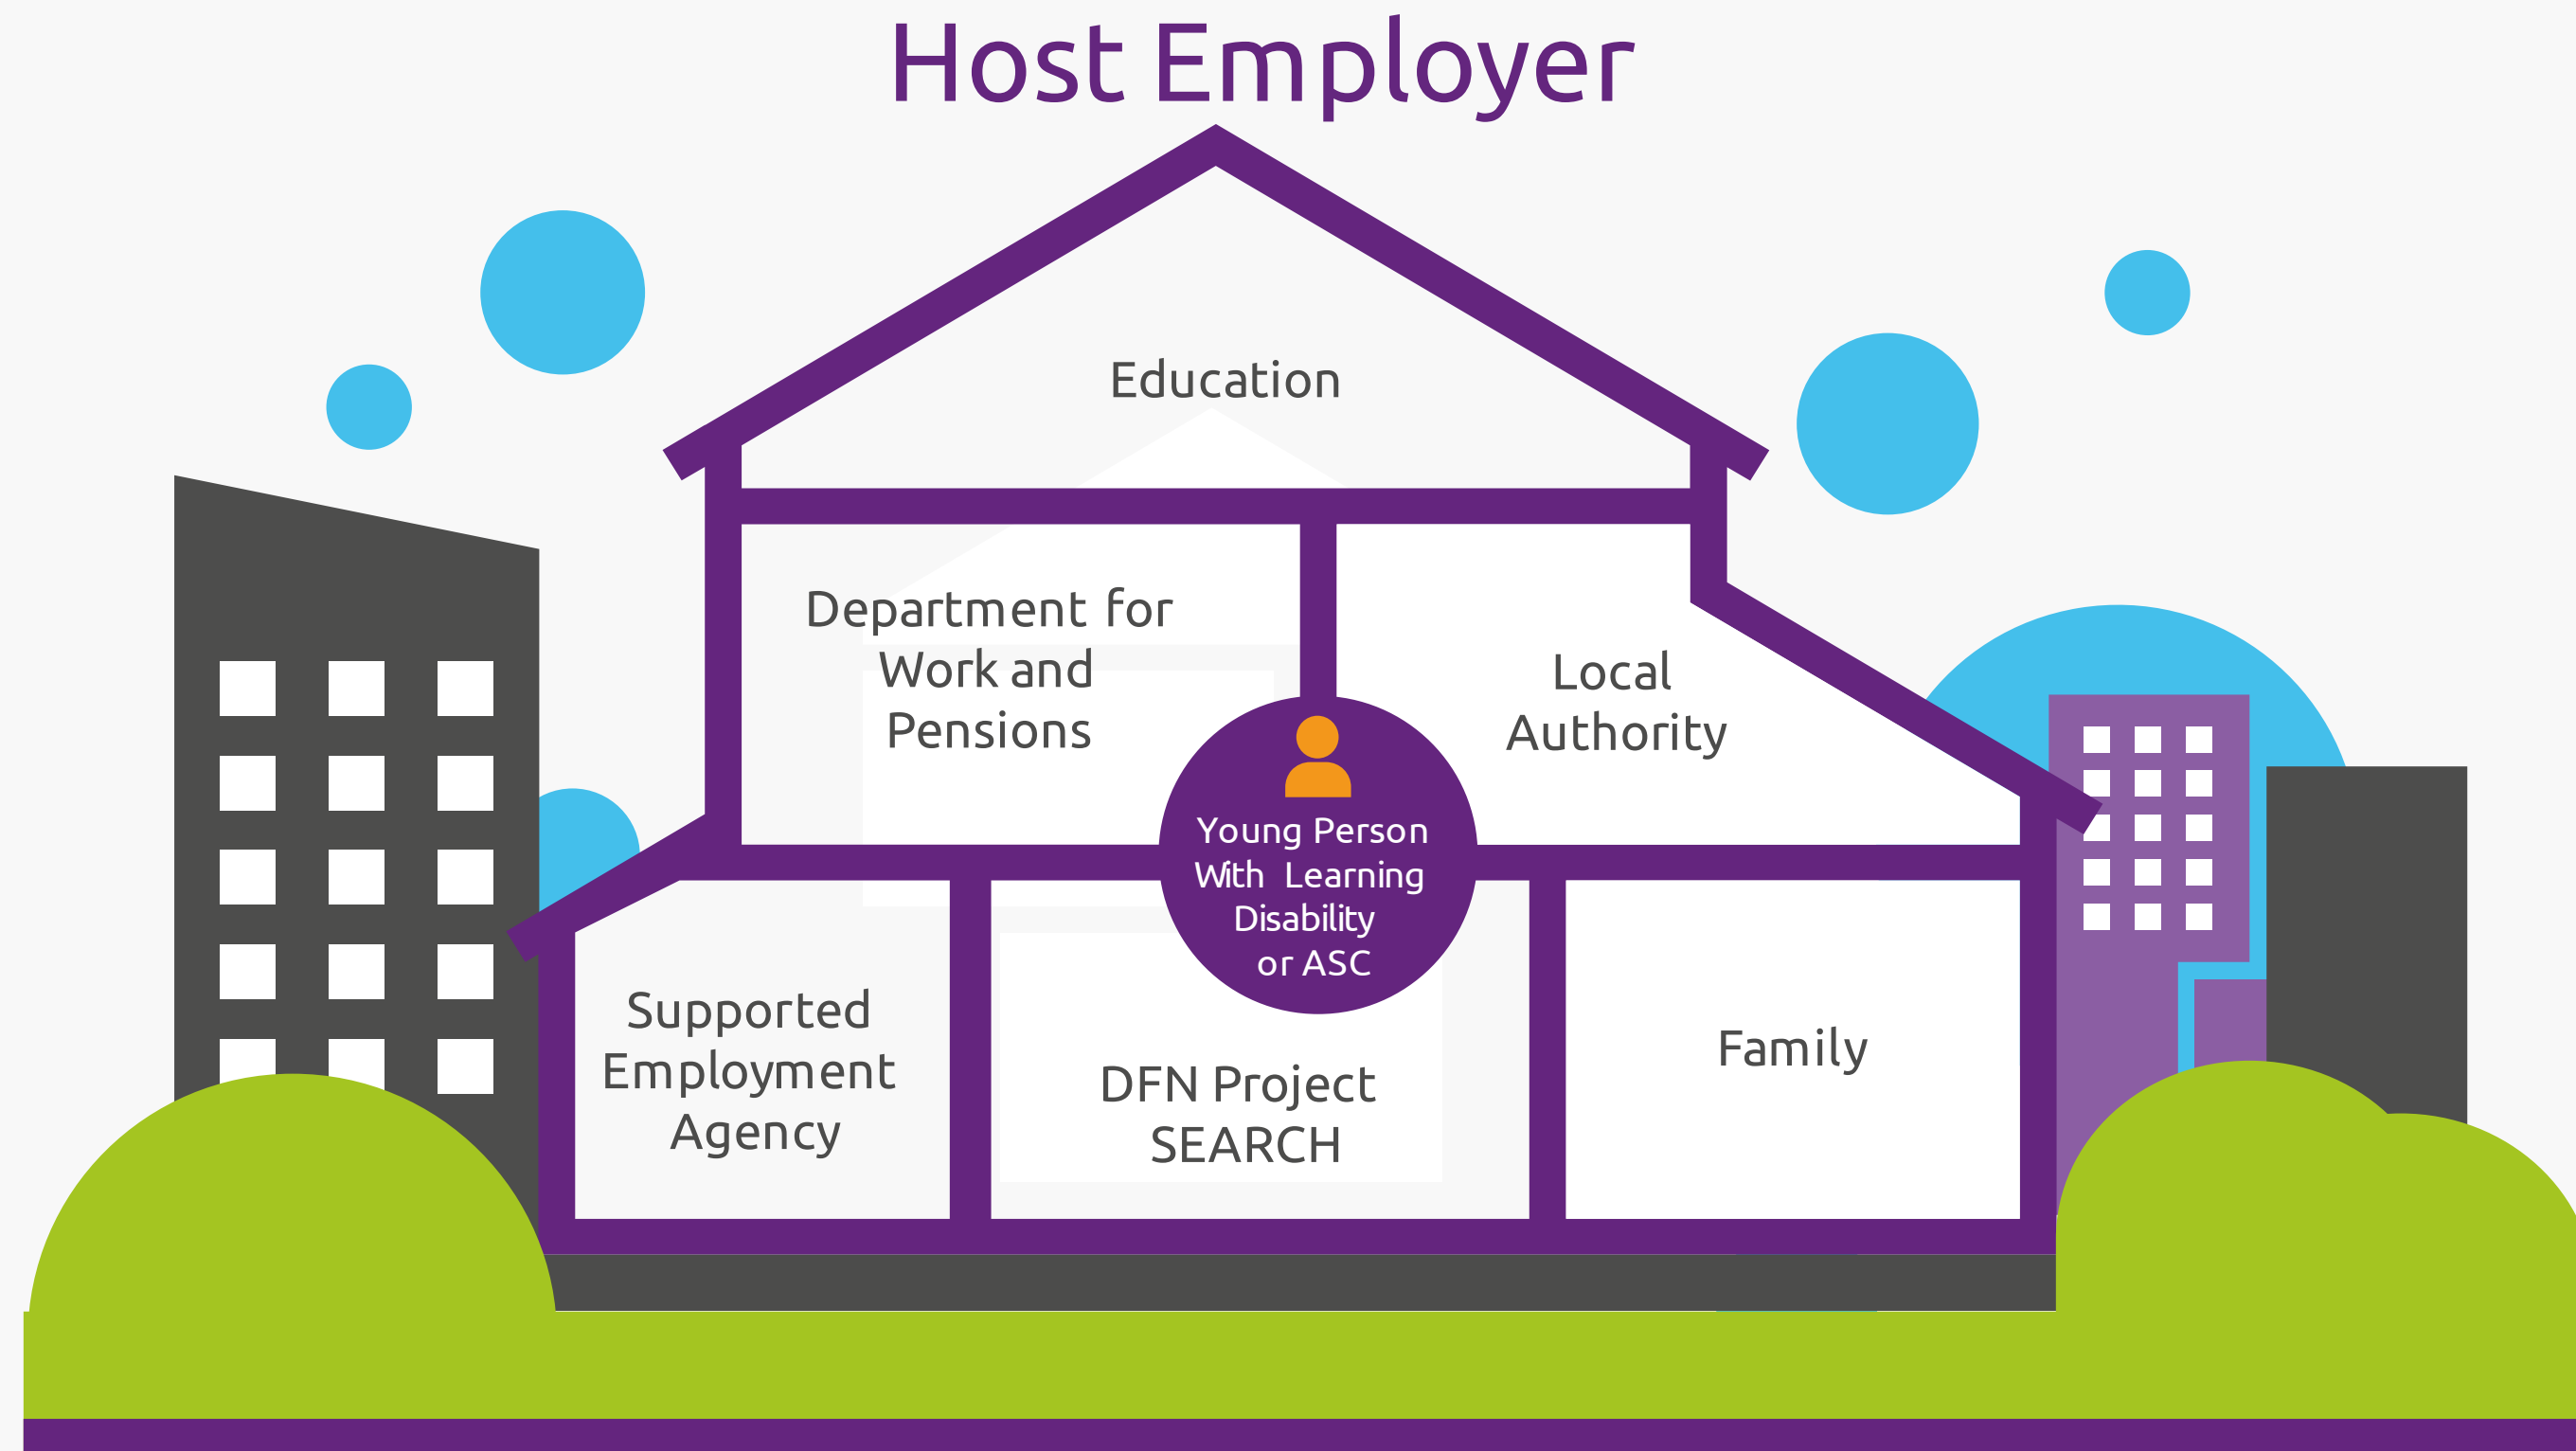 Host Employer
Education
Department for
Work and
Pensions
Local
Authority
Young Person
With Learning
Disability
or ASC
Supported
Employment
Agency
DFN Project
SEARCH
Family